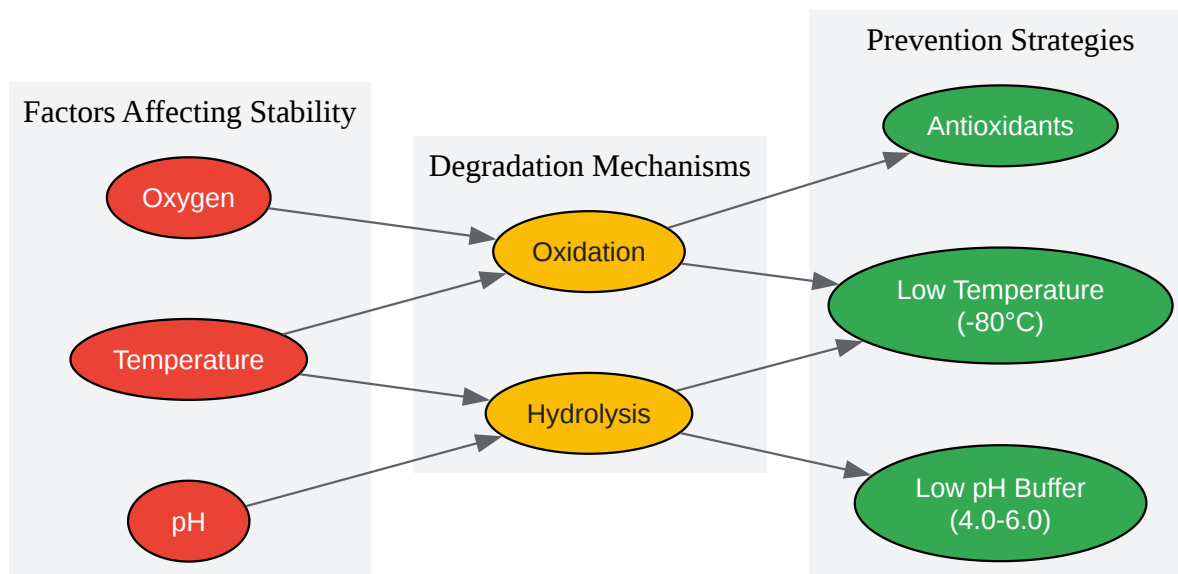 Factors Affecting Stability
Oxygen
Temperature
pH
Degradation Mechanisms
Oxidation
Hydrolysis
Prevention Strategies
Antioxidants
Low Temperature
(-80°C)
Low pH Buffer
(4.0-6.0)